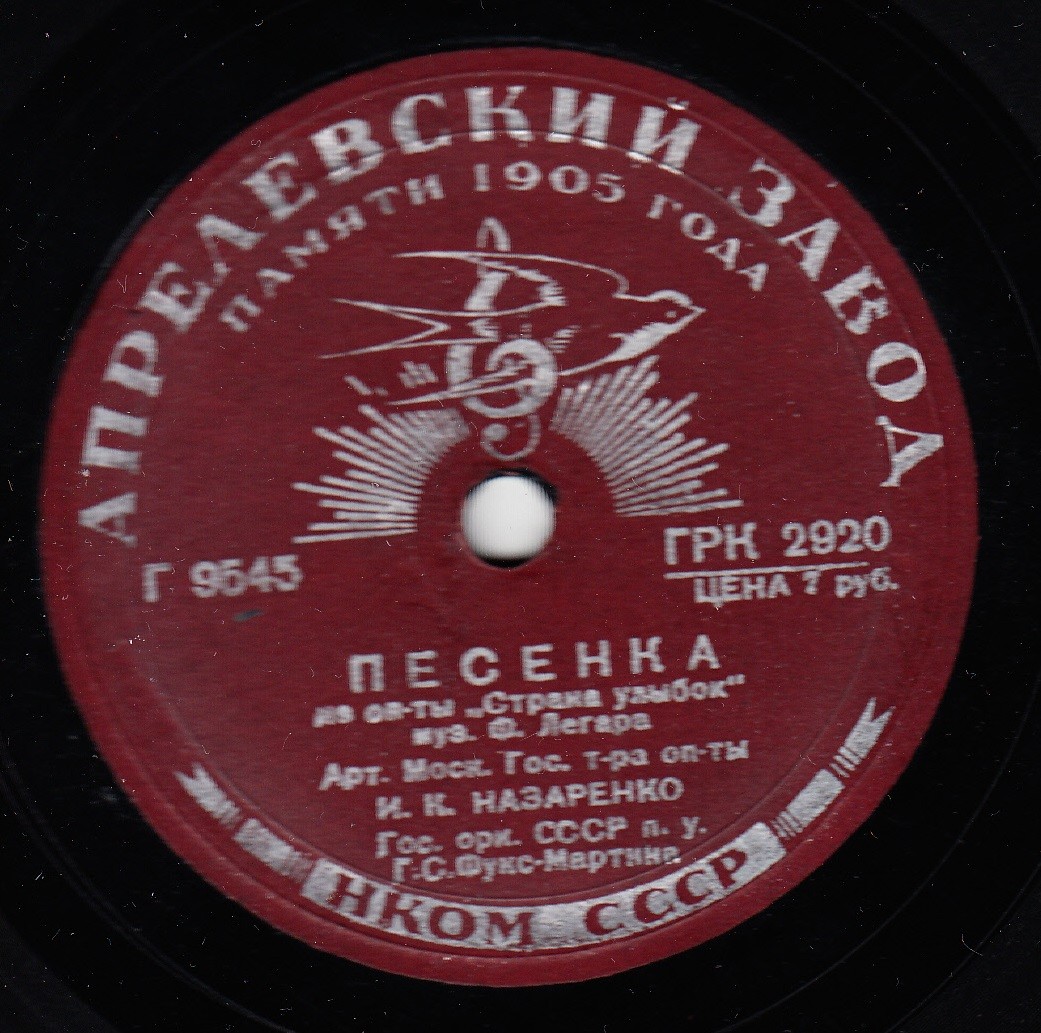 АПРЕЛЕВСКИЙ ЗАВОД
ПАМЯТИ 1905 ГОДА
Г 9545
ГРК 2920
ЦЕНА 7 руб.
ПЕСЕНКА
из оп-ты „Страна улыбок“
муз. Ф. Легара
Арт. Моск. Гос. т-ра оп-ты
И. К. НАЗАРЕНКО
Гос. орк. СССР п. у.
Г.С.Фукс-Мартина
НКОМ СССР